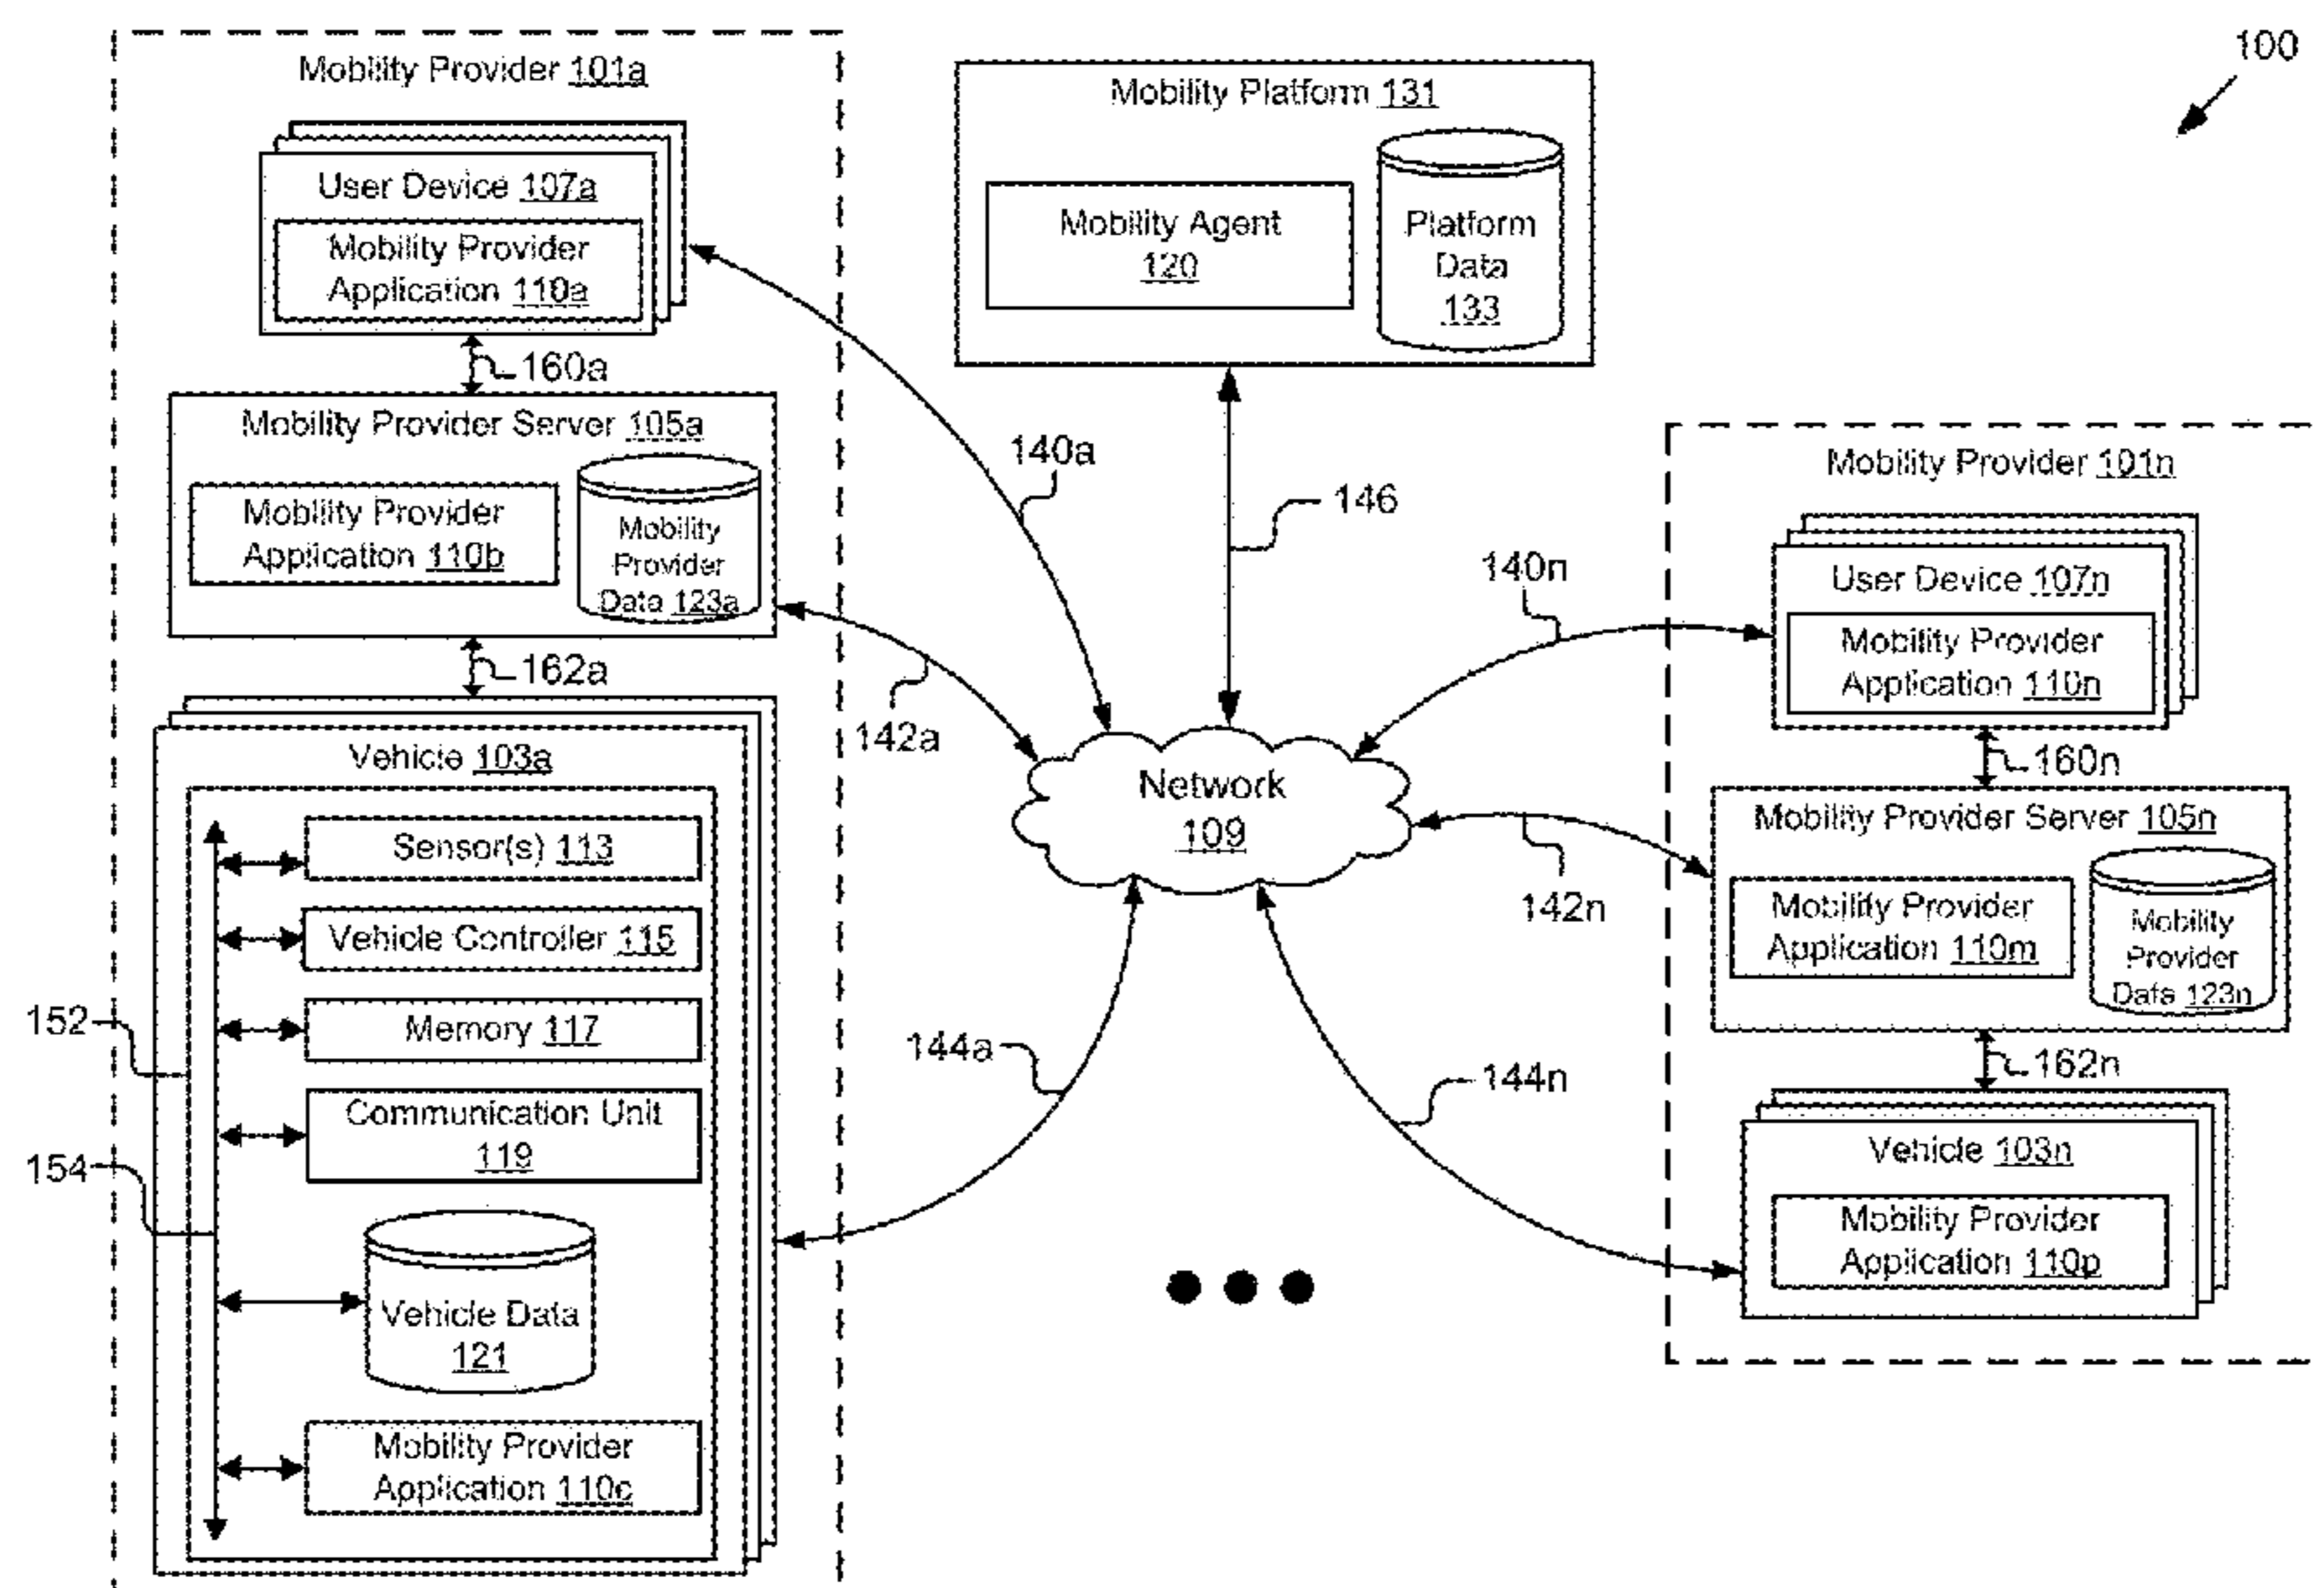 100
Mobility Provider 101a
User Device 107a
Mobility Provider
Application 110a
160a
Mobility Provider Server 105a
Mobility Provider
Application 110b
Mobility
Provider
Data 123a
162a
Vehicle 103a
Sensor(s) 113
Vehicle Controller 115
Memory 117
Communication Unit
119
Vehicle Data
121
Mobility Provider
Application 110c
152
154
Mobility Platform 131
Mobility Agent
120
Platform
Data
133
140a
142a
144a
146
Network
109
140n
142n
144n
Mobility Provider 101n
User Device 107n
Mobility Provider
Application 110n
160n
Mobility Provider Server 105n
Mobility Provider
Application 110m
Mobility
Provider
Data 123n
162n
Vehicle 103n
Mobility Provider
Application 110p